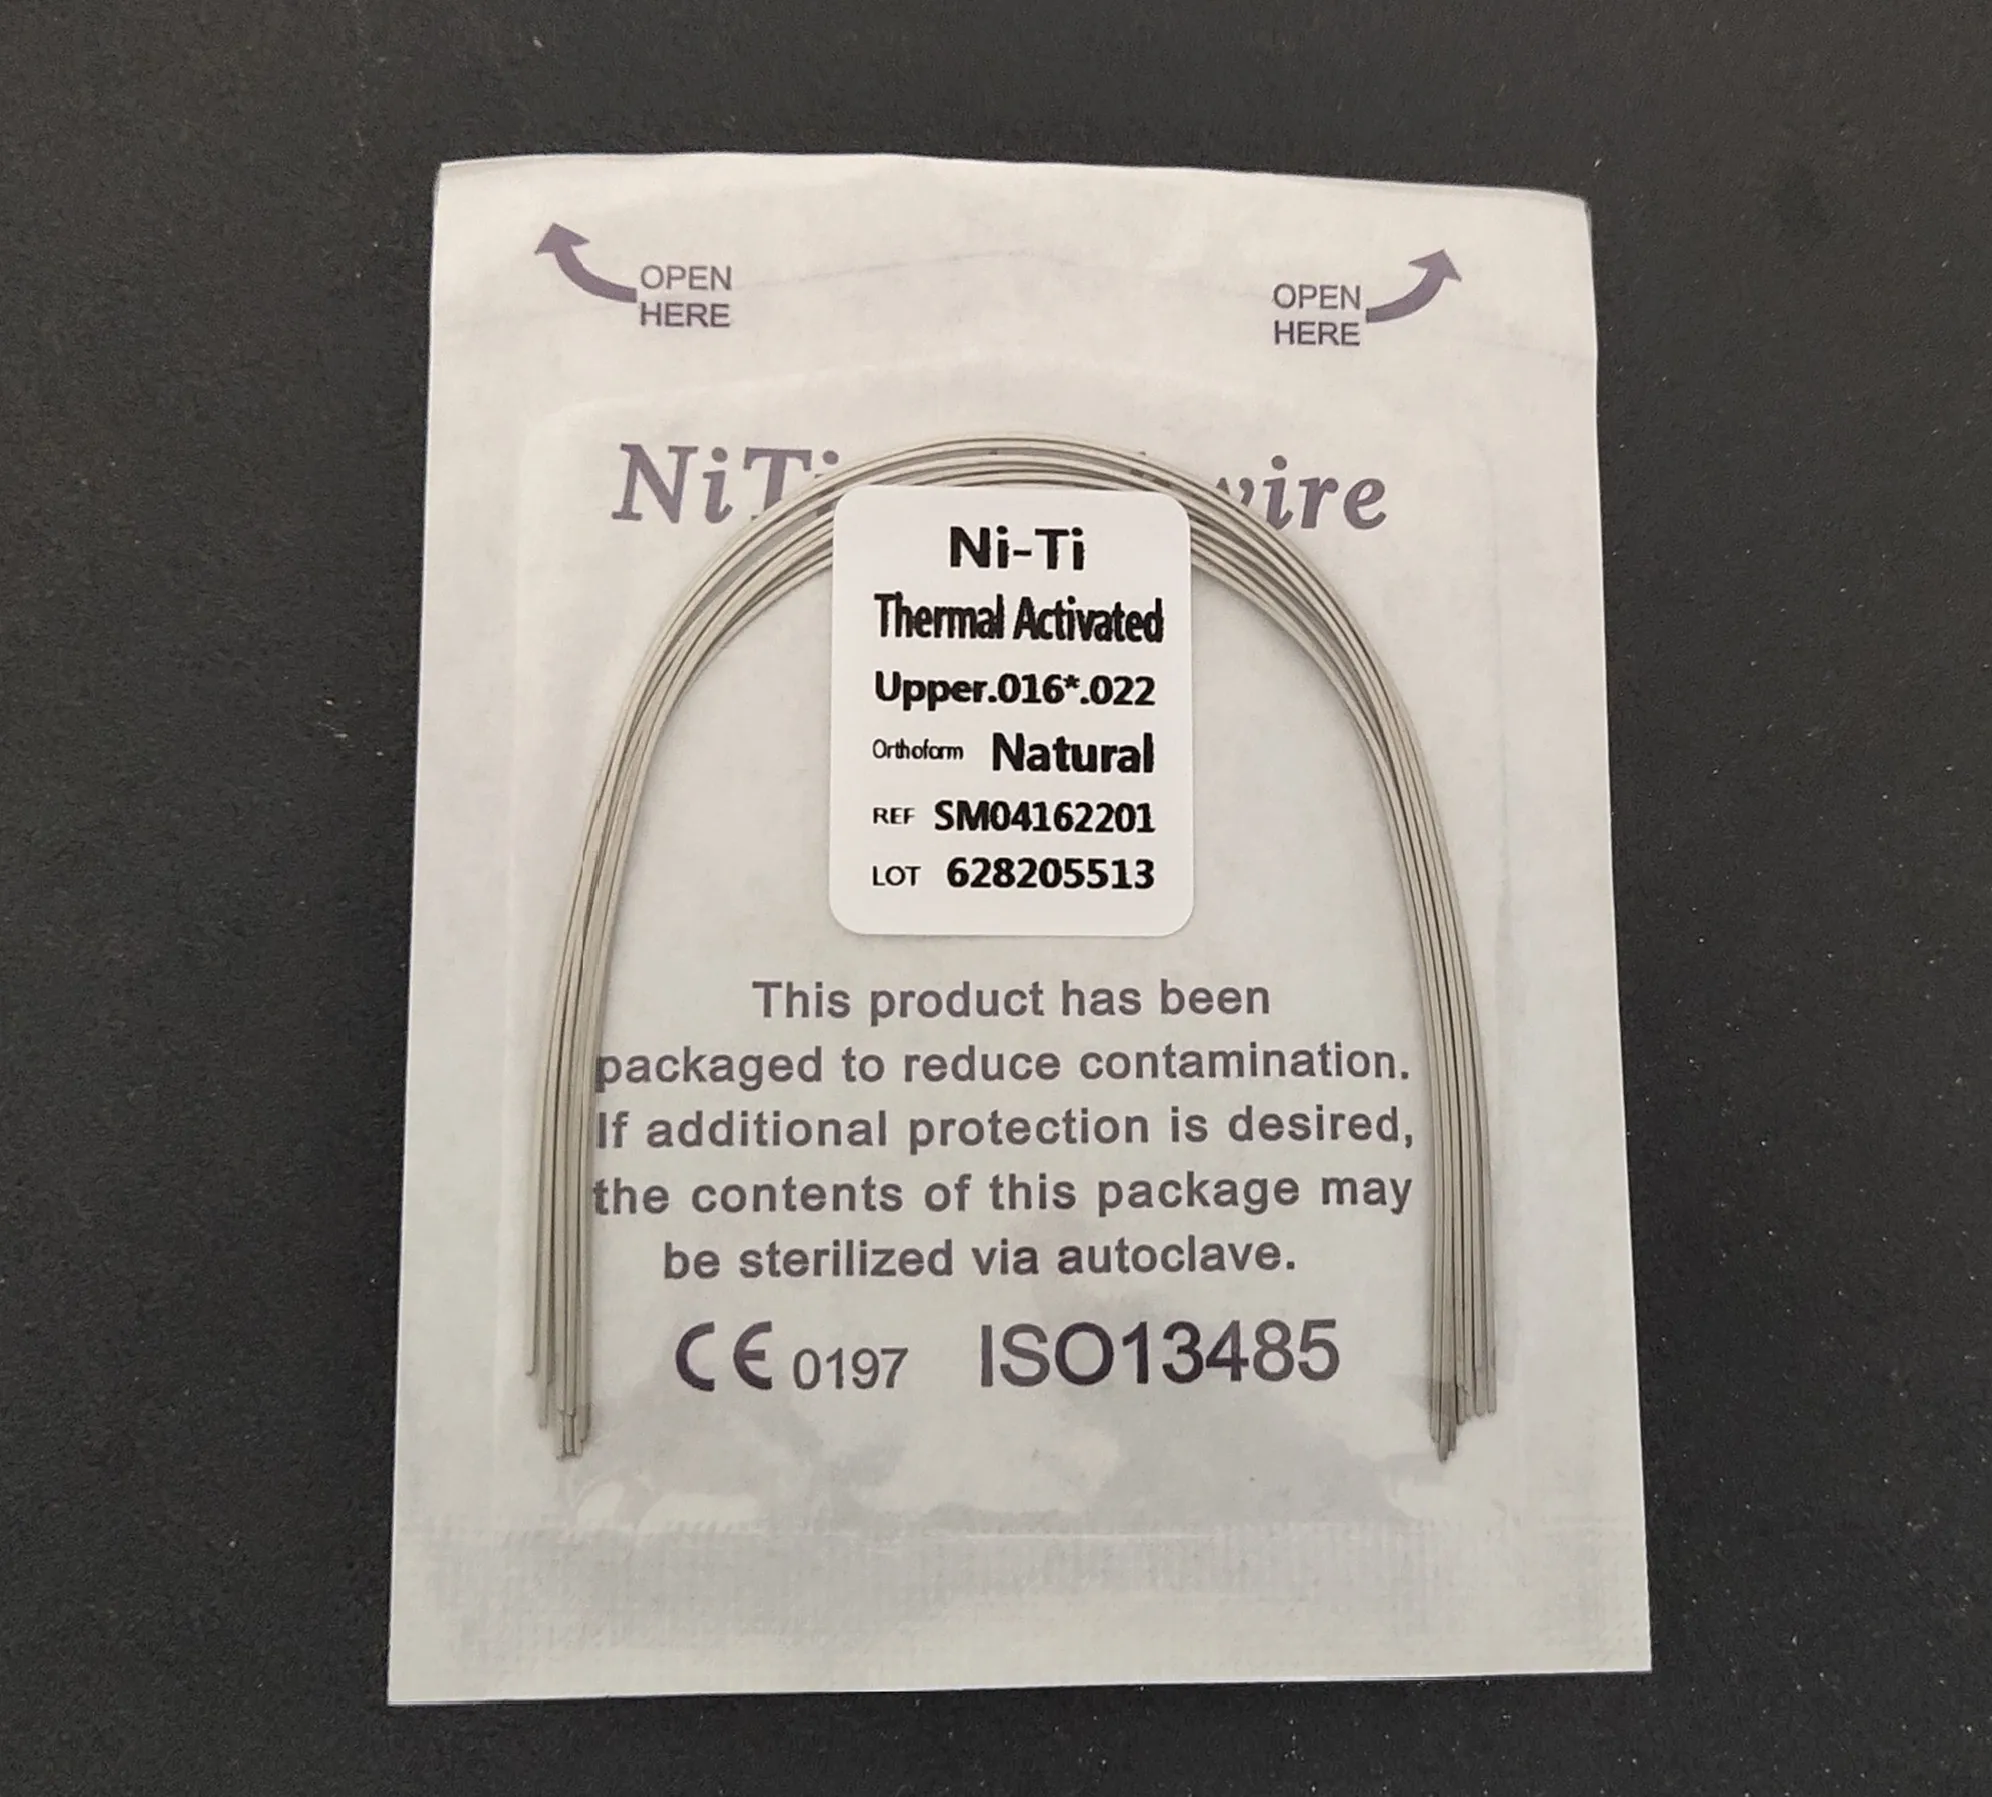 OPEN
HERE
OPEN
HERE
NiTi wire
Ni-Ti
Thermal Activated
Upper.016*.022
Orthoform Natural
REF SM04162201
LOT 628205513
This product has been
packaged to reduce contamination.
If additional protection is desired,
the contents of this package may
be sterilized via autoclave.
CE 0197 ISO13485